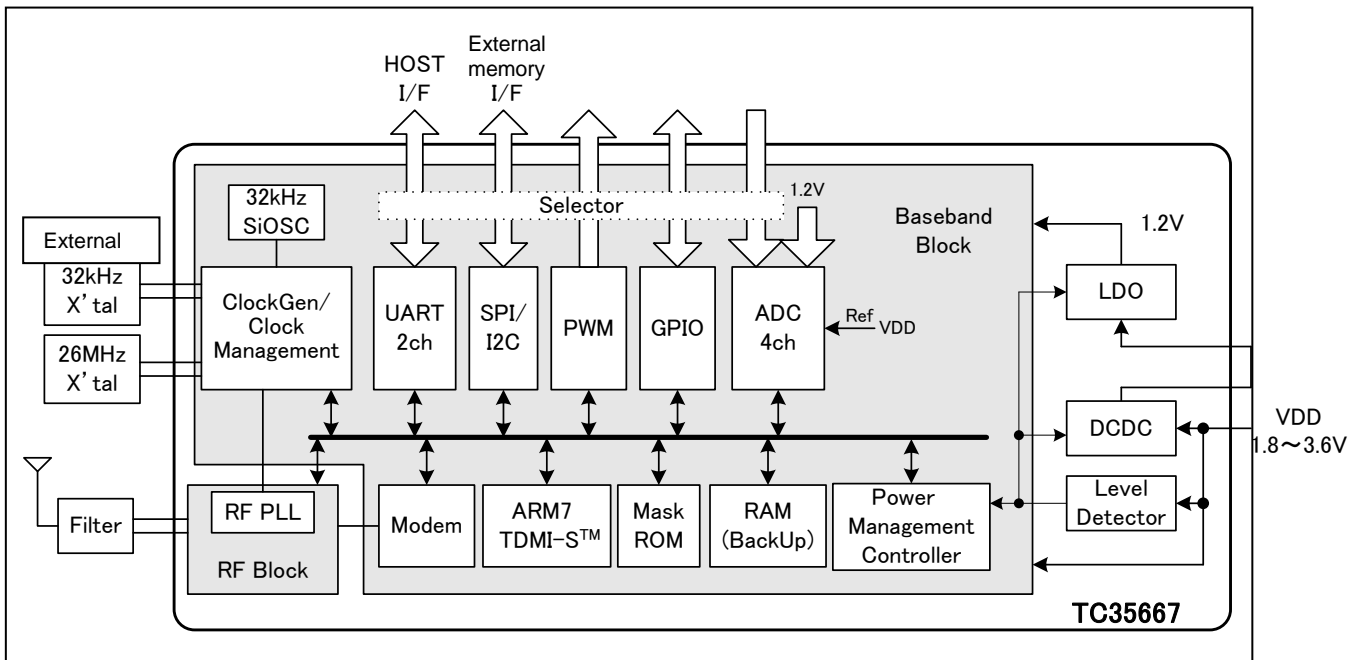 HOST
I/F
External
memory
I/F
32kHz
SiOSC
Selector
1.2V
Baseband
Block
1.2V
External
32kHz
X'tal
ClockGen/
Clock
Management
UART
2ch
SPI/
I2C
PWM
GPIO
ADC
4ch
Ref
VDD
LDO
26MHz
X'tal
DCDC
VDD
1.8～3.6V
Filter
RF PLL
RF Block
Modem
ARM7
TDMI-S™
Mask
ROM
RAM
(BackUp)
Power
Management
Controller
Level
Detector
TC35667